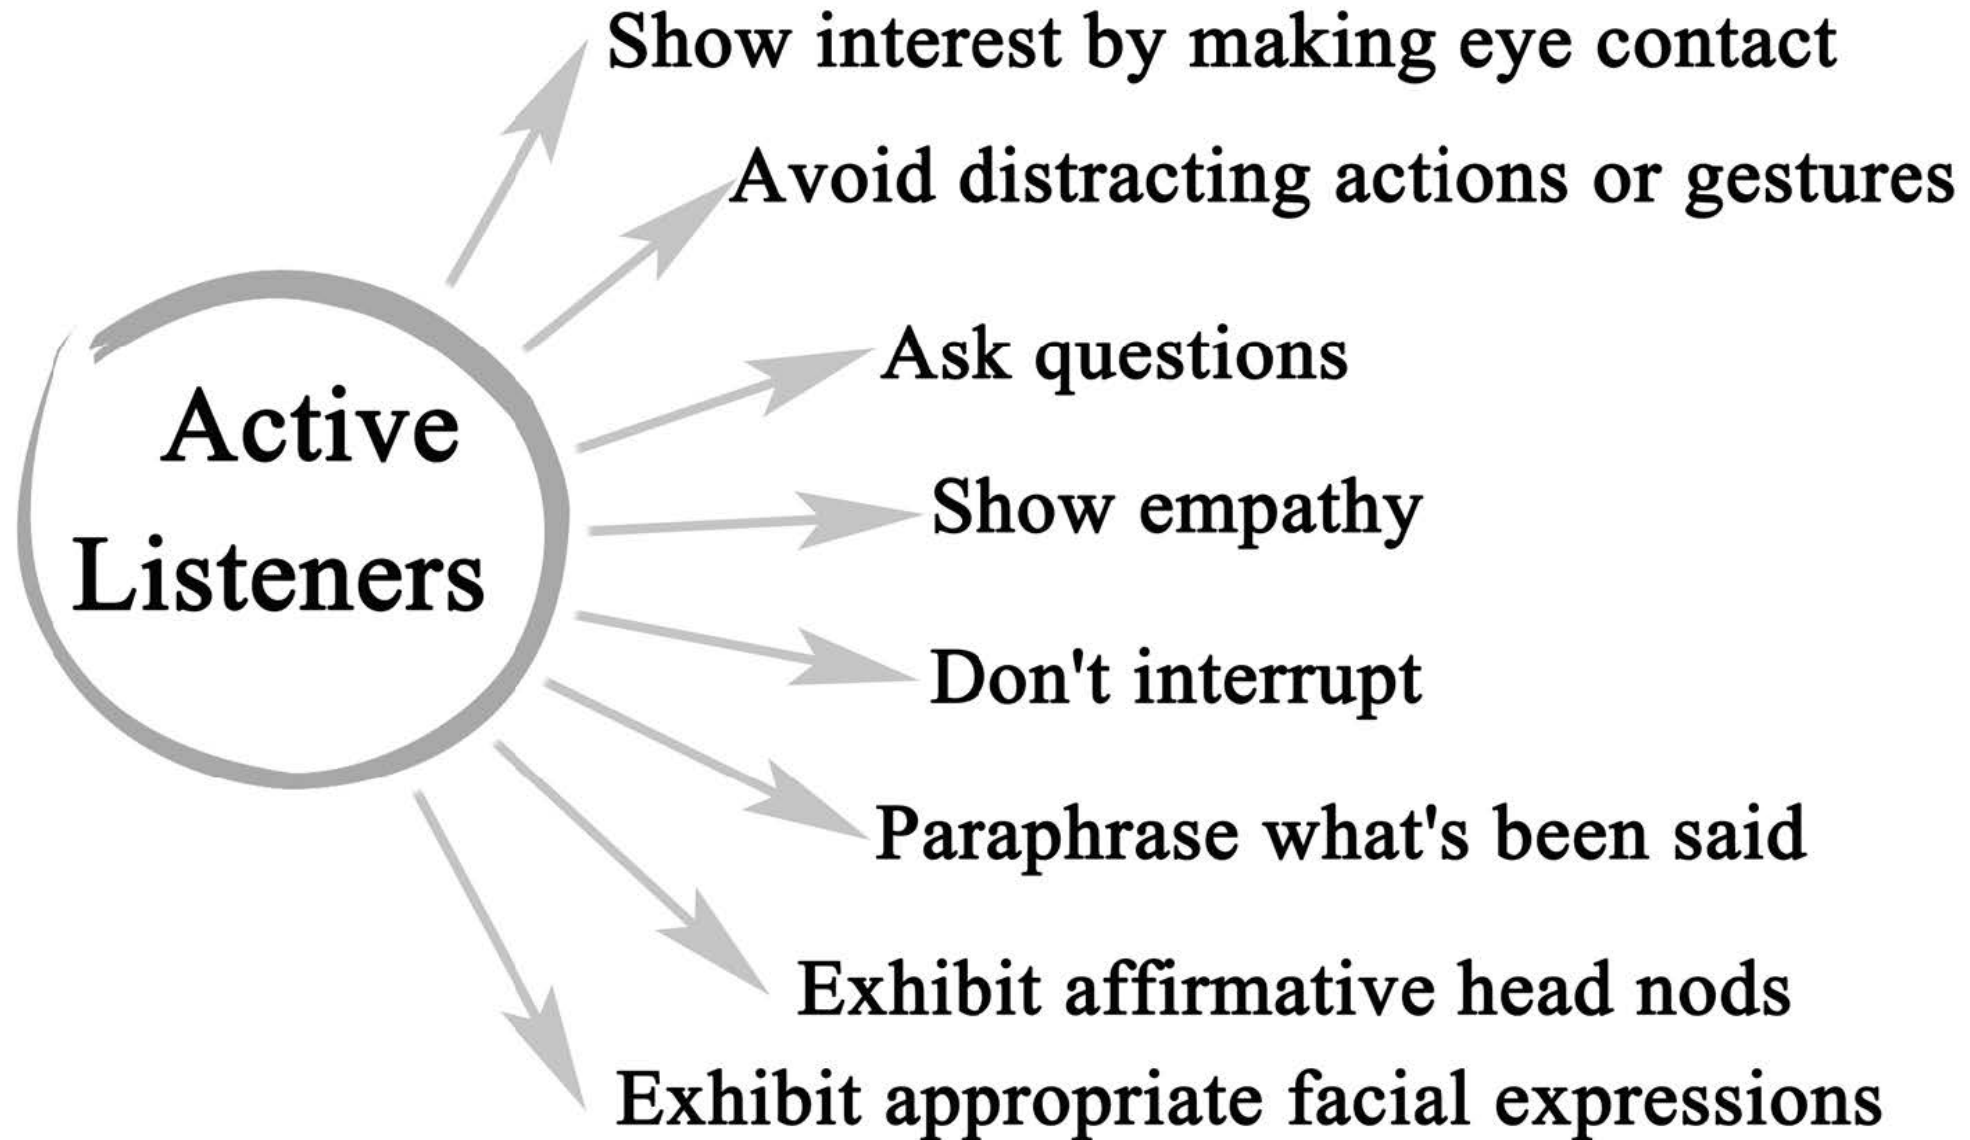 Show interest by making eye contact
Avoid distracting actions or gestures
Ask questions
Active
Listeners
Show empathy
Don't interrupt
Paraphrase what's been said
Exhibit affirmative head nods
Exhibit appropriate facial expressions